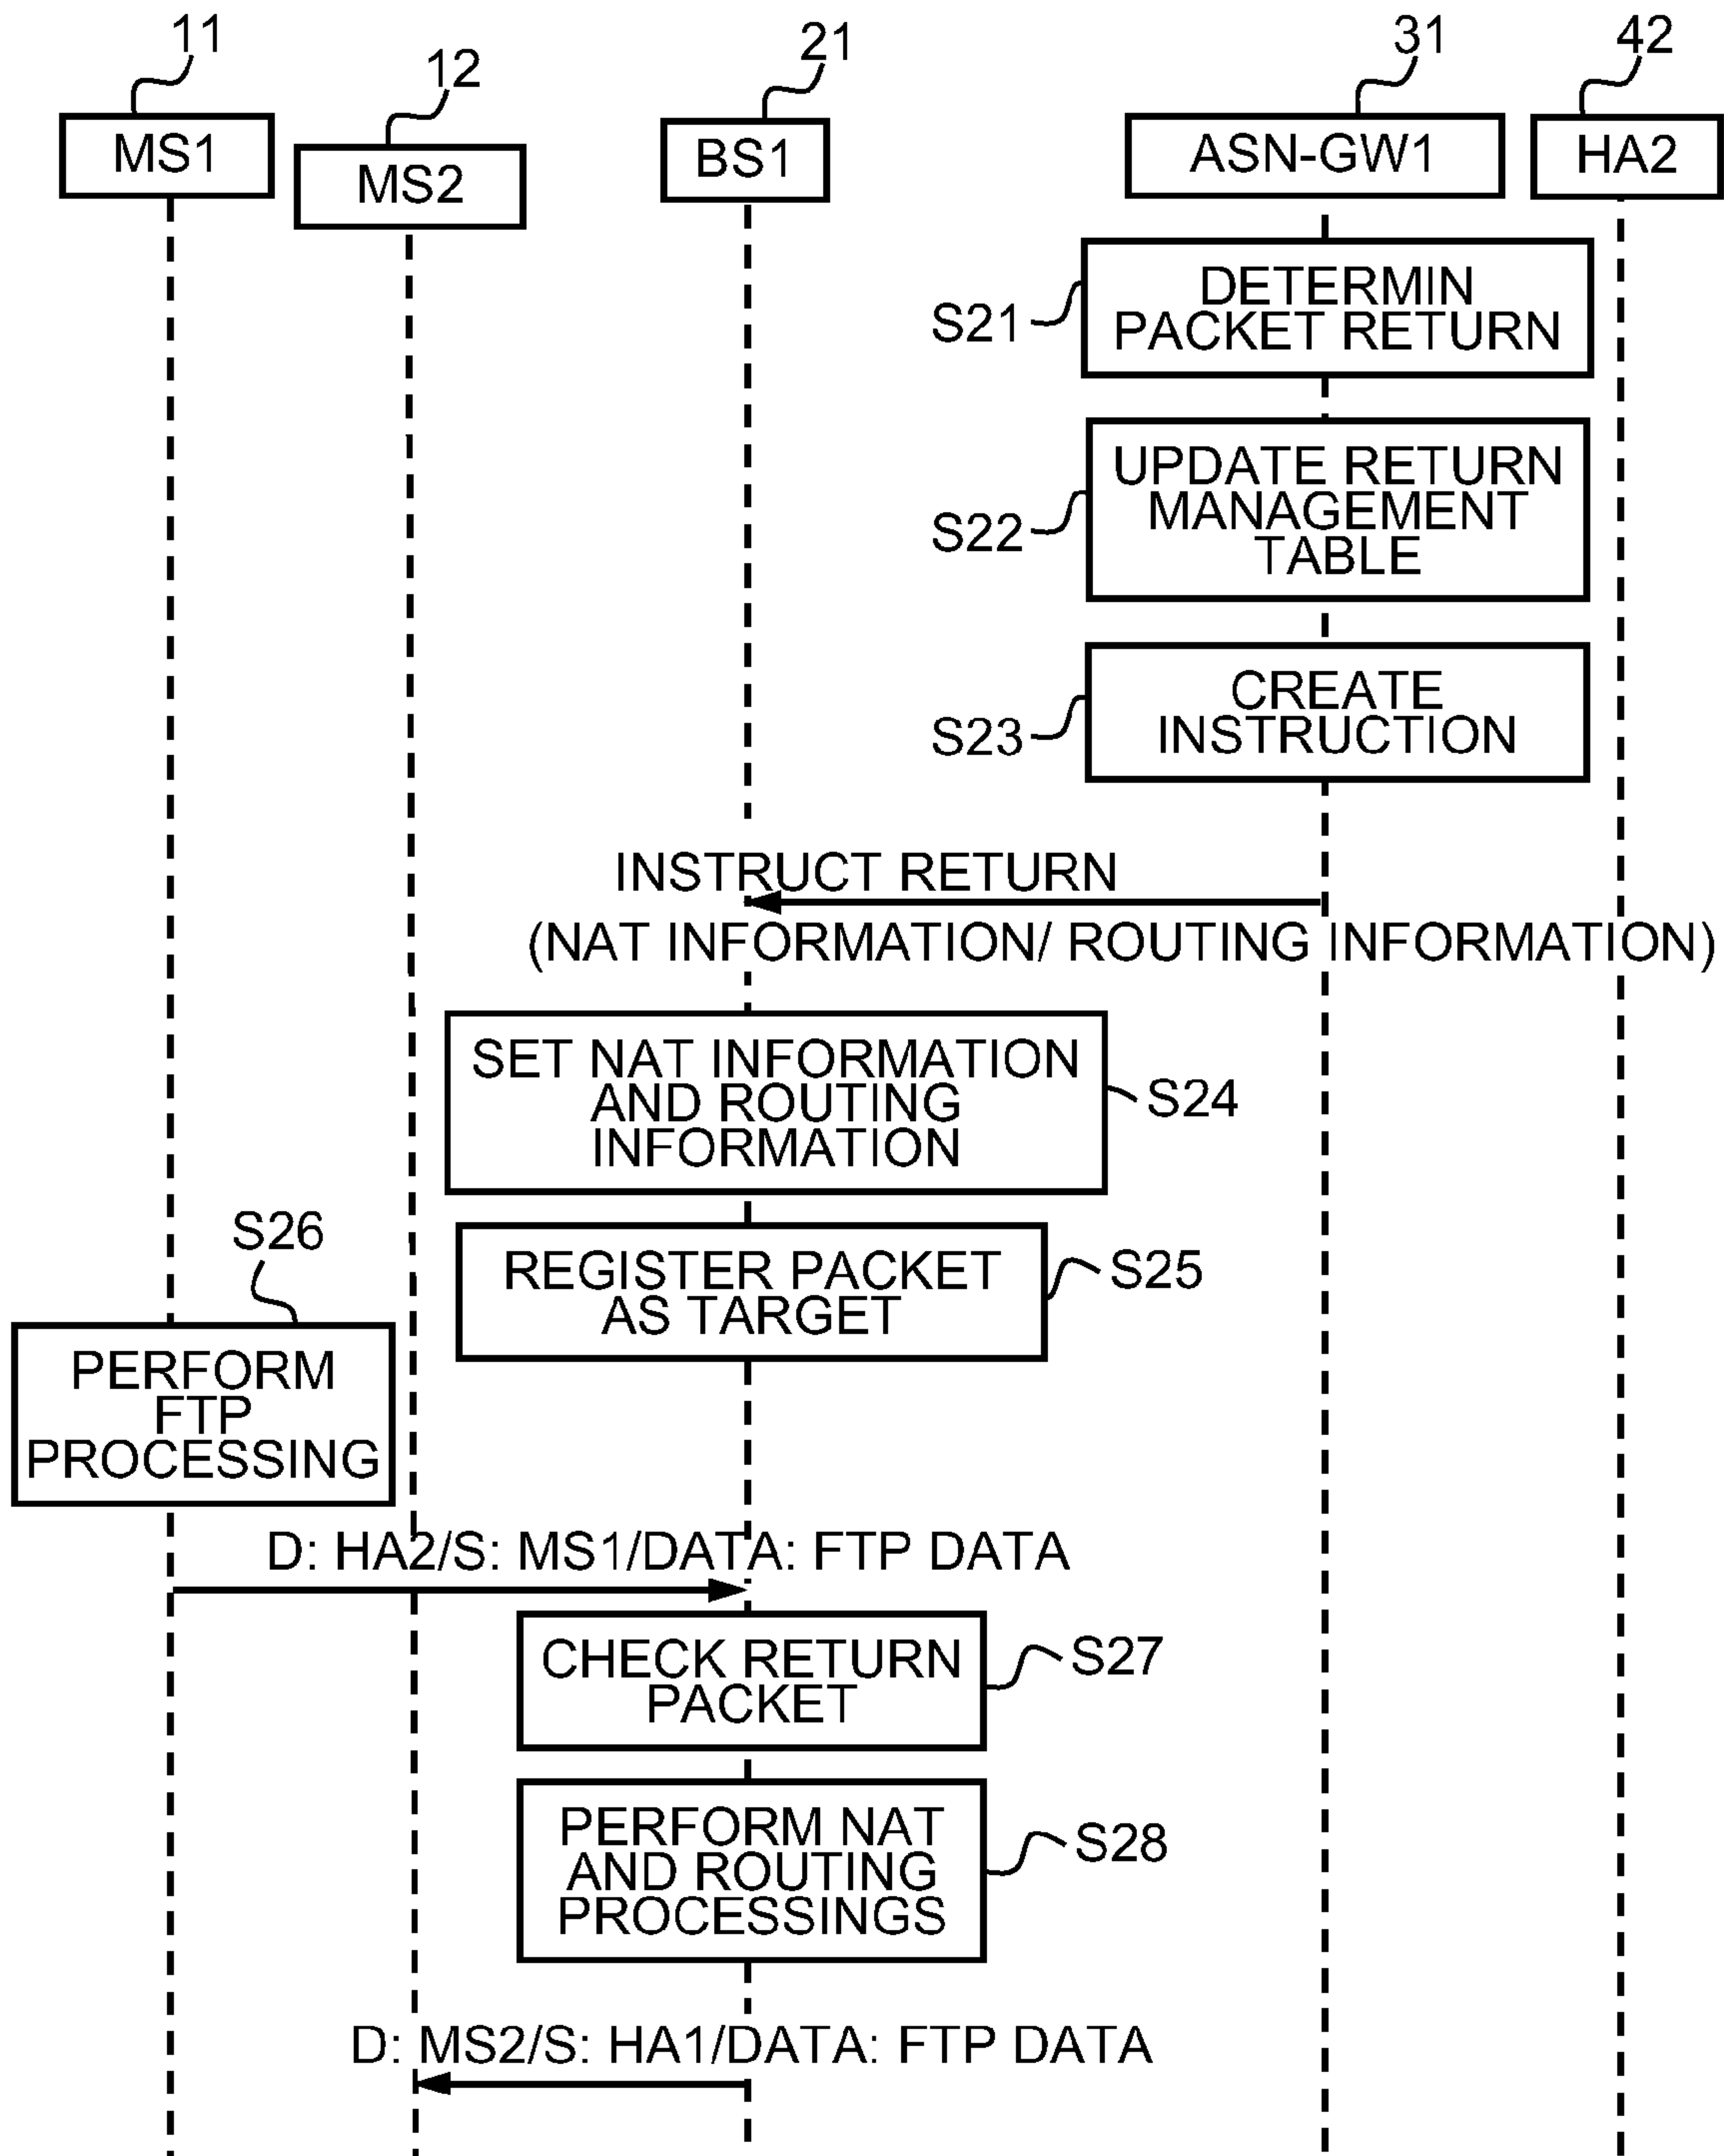 11
12
21
31
42
MS1
MS2
BS1
ASN-GW1
HA2
S21
DETERMIN
PACKET RETURN
S22
UPDATE RETURN
MANAGEMENT
TABLE
S23
CREATE
INSTRUCTION
INSTRUCT RETURN
(NAT INFORMATION/ ROUTING INFORMATION)
SET NAT INFORMATION
AND ROUTING
INFORMATION
S24
S26
REGISTER PACKET
AS TARGET
S25
PERFORM
FTP
PROCESSING
D: HA2/S: MS1/DATA: FTP DATA
CHECK RETURN
PACKET
S27
PERFORM NAT
AND ROUTING
PROCESSINGS
S28
D: MS2/S: HA1/DATA: FTP DATA